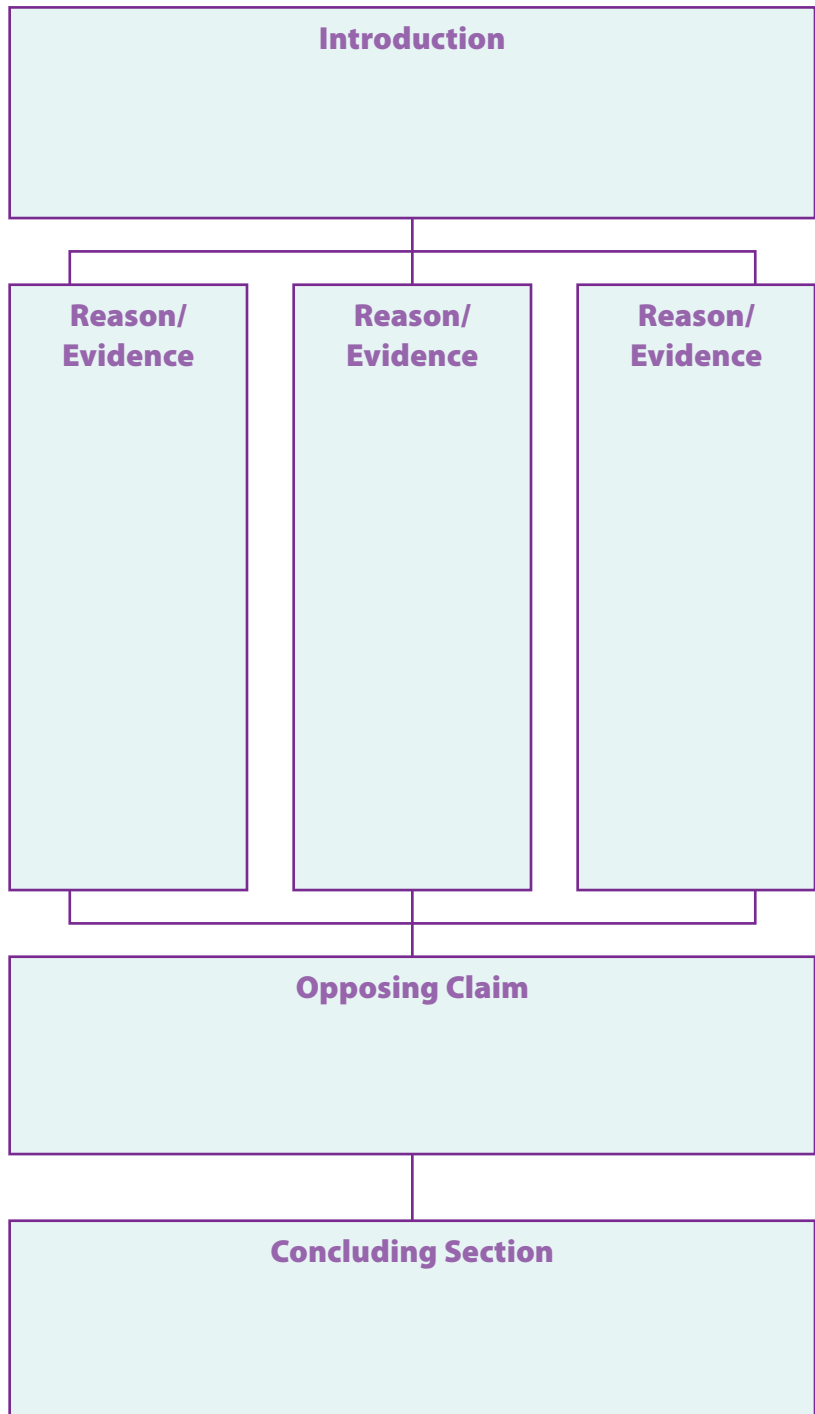 Introduction
Reason/
Evidence
Reason/
Evidence
Reason/
Evidence
Opposing Claim
Concluding Section